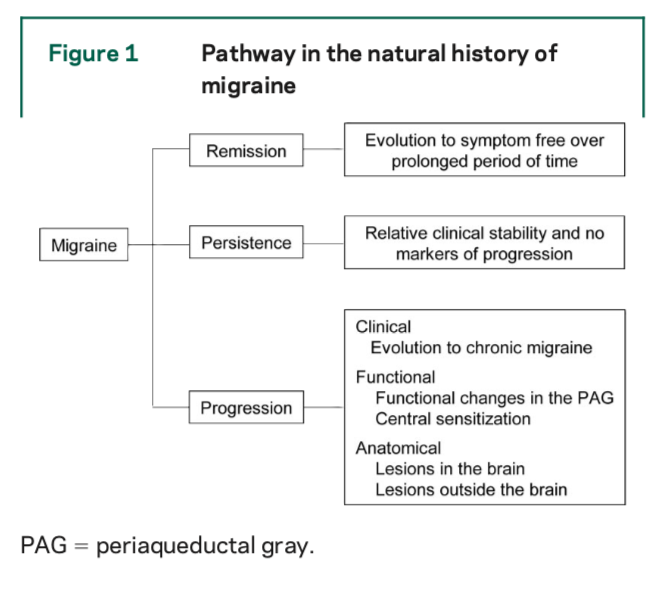 Figure 1
Pathway in the natural history of
migraine
Remission
Evolution to symptom free over
prolonged period of time
Migraine
Persistence
Relative clinical stability and no
markers of progression
Progression
Clinical
Evolution to chronic migraine
Functional
Functional changes in the PAG
Central sensitization
Anatomical
Lesions in the brain
Lesions outside the brain
PAG = periaqueductal gray.